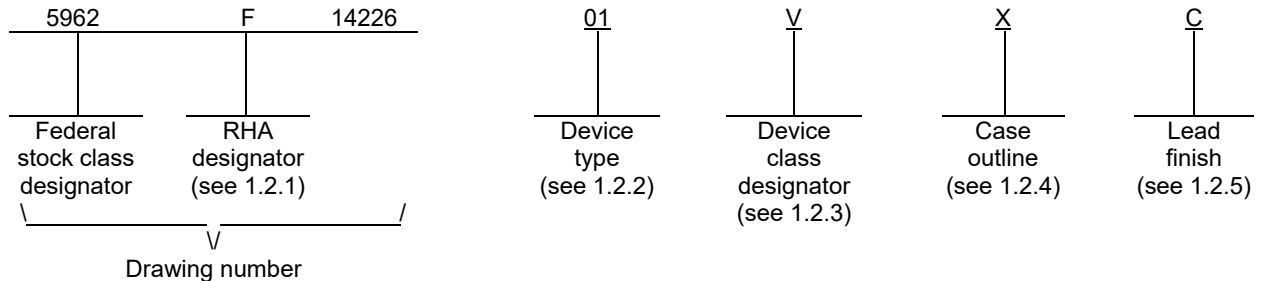 5962 F 14226 01 V X C
Federal stock class designator
RHA designator (see 1.2.1)
Device type (see 1.2.2)
Device class designator (see 1.2.3)
Case outline (see 1.2.4)
Lead finish (see 1.2.5)
Drawing number